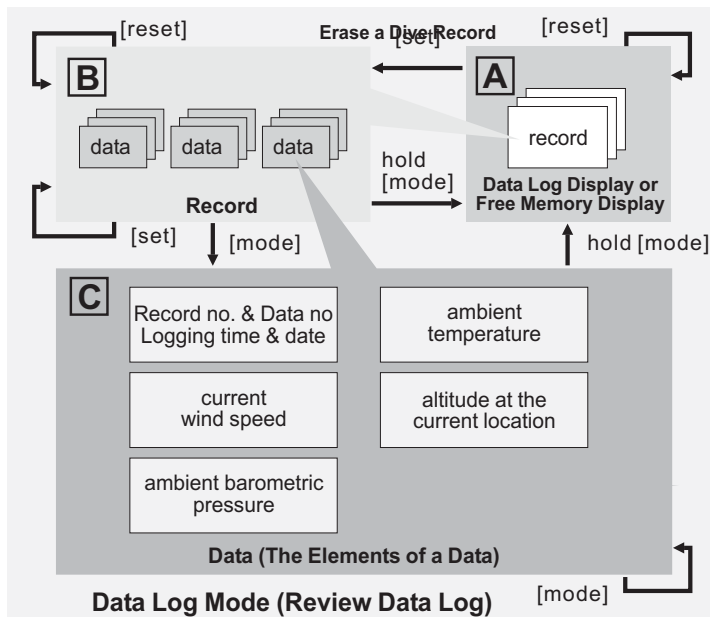 [reset]
Erase a Dive Record
[set]
[reset]
B
A
data
data
data
record
hold
[mode]
Data Log Display or
Free Memory Display
Record
[set]
[mode]
hold [mode]
C
Record no. & Data no
Logging time & date
ambient
temperature
current
wind speed
altitude at the
current location
ambient barometric
pressure
Data (The Elements of a Data)
[mode]
Data Log Mode (Review Data Log)